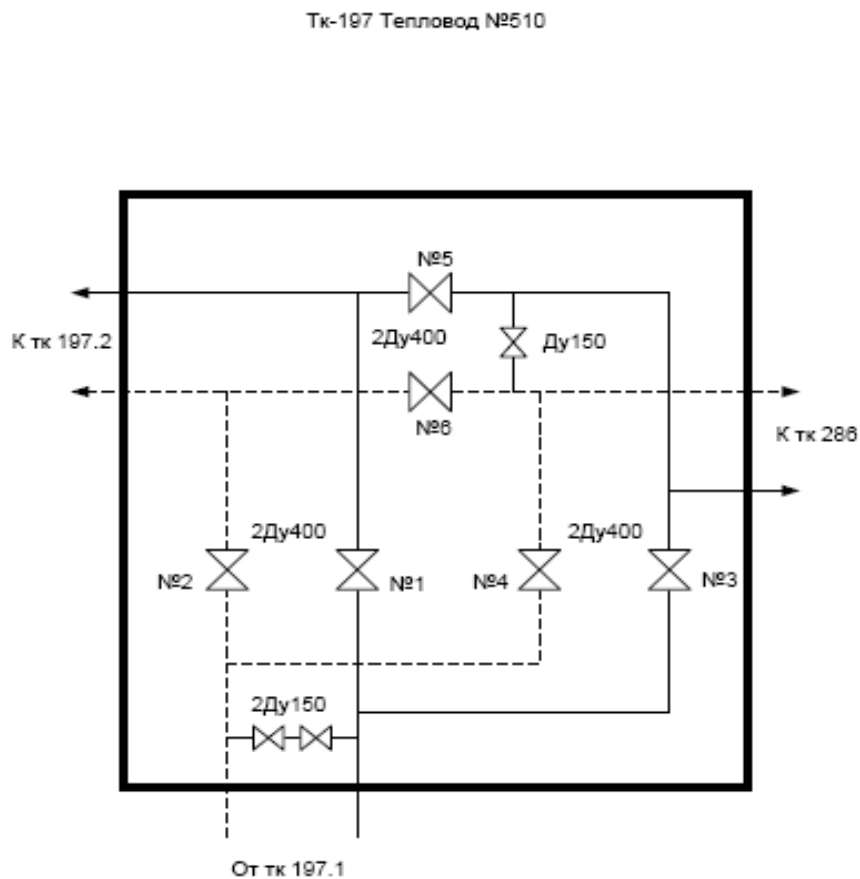 Тк-197 Тепловод №510
№5
2Ду400
Ду150
К тк 197.2
№6
К тк 286
2Ду400
2Ду400
№2
№1
№4
№3
2Ду150
От тк 197.1